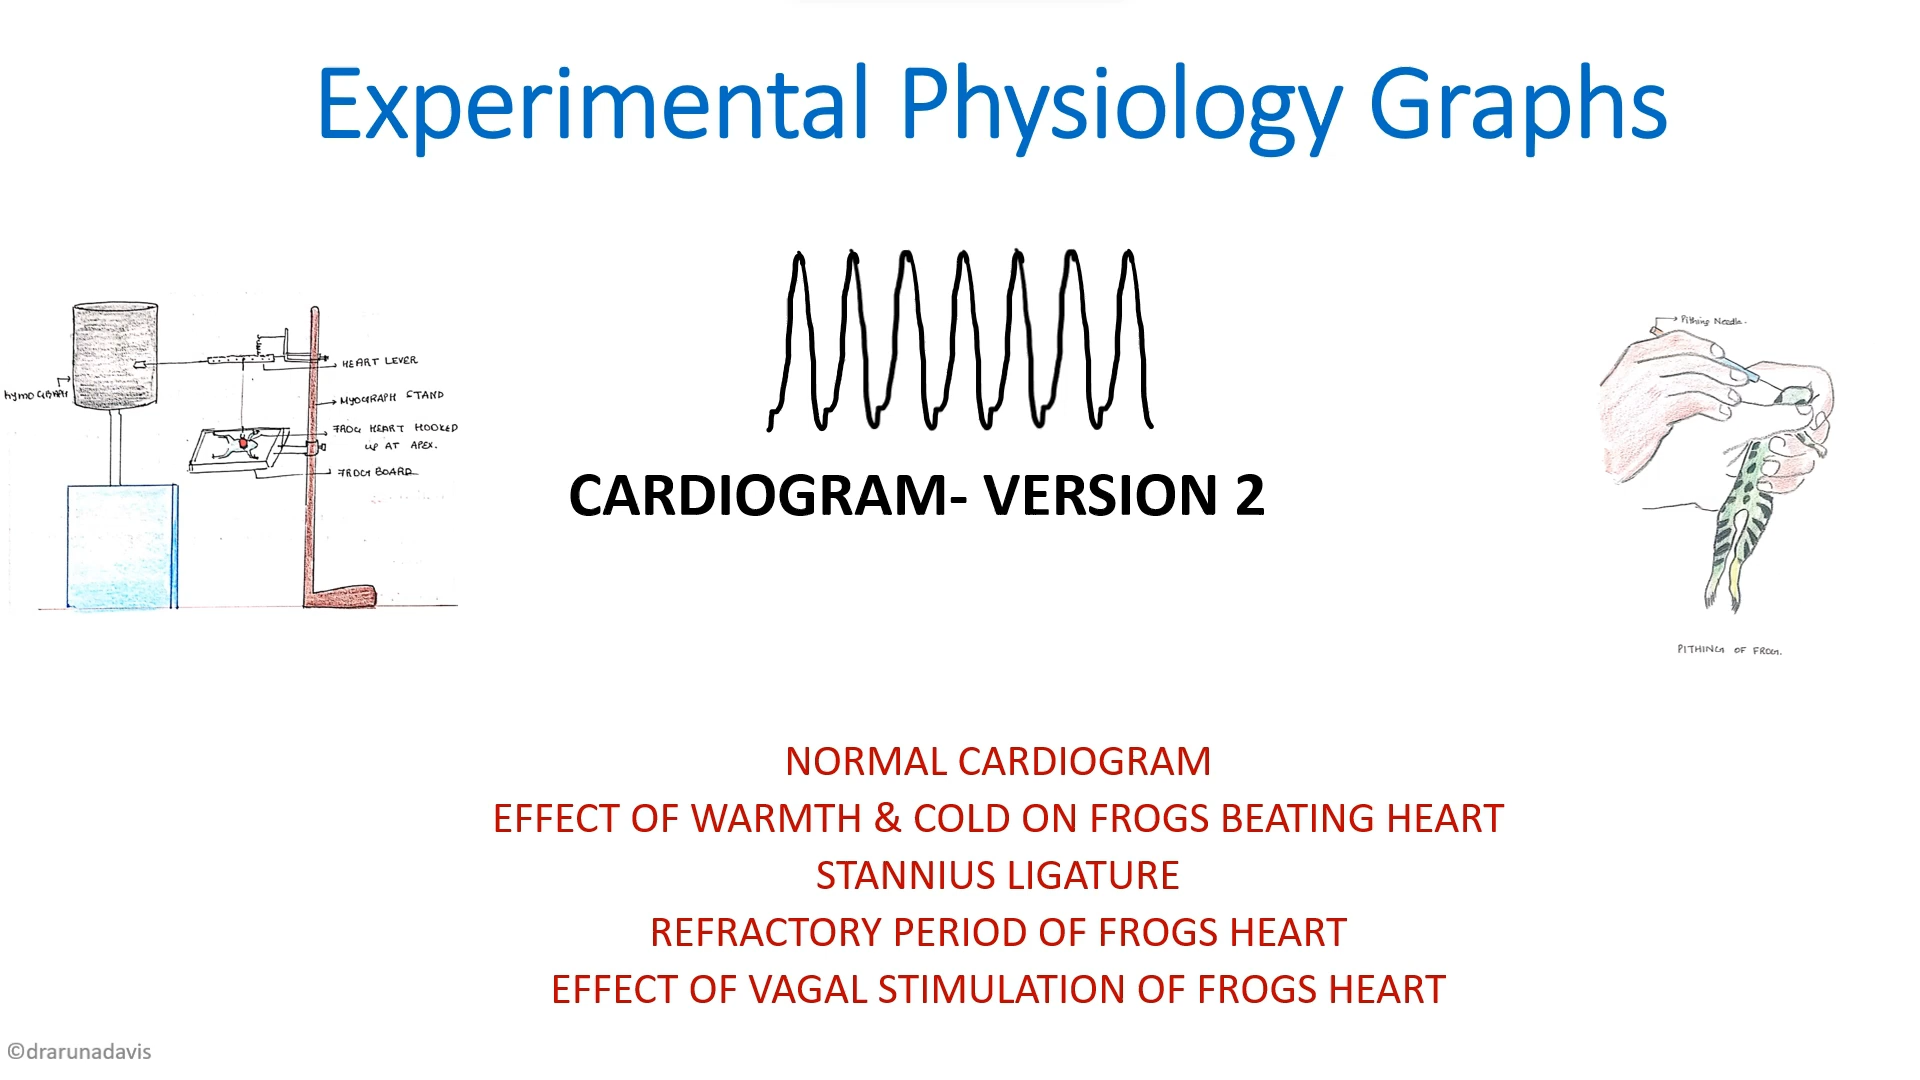 Experimental Physiology Graphs
HEART LEVER
KYMOGRAPH
MYOGRAPH STAND
FROG HEART HOOKED
UP AT APEX.
FROG BOARD
CARDIOGRAM- VERSION 2
Pithing Needle.
PITHING OF FROG.
NORMAL CARDIOGRAM
EFFECT OF WARMTH & COLD ON FROGS BEATING HEART
STANNIUS LIGATURE
REFRACTORY PERIOD OF FROGS HEART
EFFECT OF VAGAL STIMULATION OF FROGS HEART
©drarunadavis